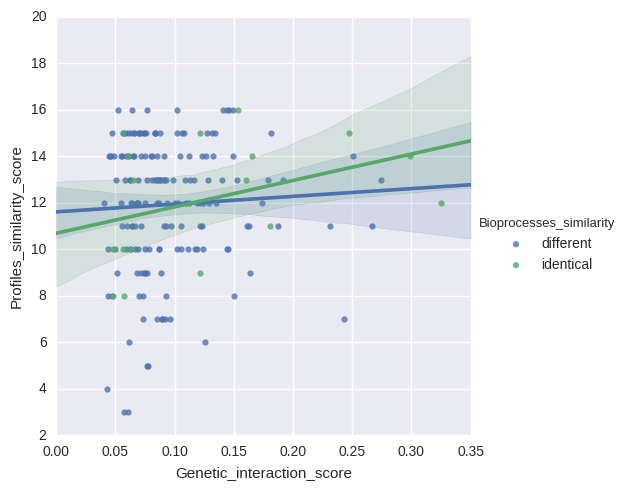 20
18
16
14
12
10
8
6
4
2
Profiles_similarity_score
0.00 0.05 0.10 0.15 0.20 0.25 0.30 0.35
Genetic_interaction_score
Bioprocesses_similarity
different
identical